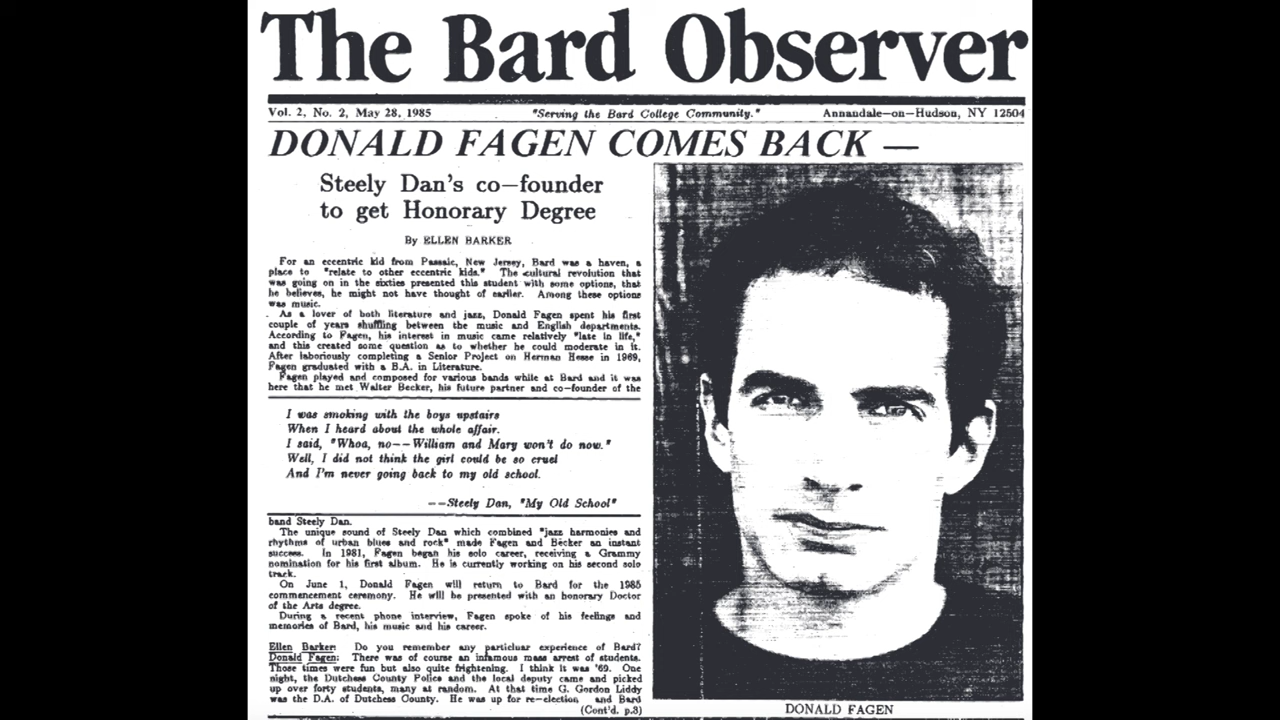 The Bard Observer
Vol. 2, No. 2, May 28, 1985 "Serving the Bard College Community." Annandale-on-Hudson, NY 12504
DONALD FAGEN COMES BACK —
Steely Dan's co-founder
to get Honorary Degree
By ELLEN BARKER
For an eccentric kid from Passaic, New Jersey, Bard was a haven, a
place to "relate to other eccentric kids." The cultural revolution that
was going on in the sixties presented this student with some options, that
he believes, he might not have thought of earlier. Among these options
was music.
As a lover of both literature and jazz, Donald Fagen spent his first
couple of years shuffling between the music and English departments.
According to Fagen, his interest in music came relatively "late in life,"
and this created some question as to whether he could moderate in it.
After laboriously completing a Senior Project on Herman Hesse in 1969,
Fagen graduated with a B.A. in Literature.
Fagen played and composed for various bands while at Bard and it was
here that he met Walter Becker, his future partner and co-founder of the
I was smoking with the boys upstairs
When I heard about the whole affair.
I said, "Whoa, no--William and Mary won't do now."
Well, I did not think the girl could be so cruel
And I'm never going back to my old school.
--Steely Dan, "My Old School"
band Steely Dan.
The unique sound of Steely Dan which combined "jazz harmonies and
rhythms of urban blues and rock" made Fagen and Becker an instant
success. In 1981, Fagen began his solo career, receiving a Grammy
nomination for his first album. He is currently working on his second solo
track.
On June 1, Donald Fagen will return to Bard for the 1985
commencement ceremony. He will be presented with an honorary Doctor
of the Arts degree.
During a recent phone interview, Fagen spoke of his feelings and
memories of Bard, his music and his career.
Ellen Barker: Do you remember any particluar experience of Bard?
Donald Fagen: There was of course an infamous mass arrest of students.
Those times were fun but also quite frightening. I think it was '69. One
night, the Dutchess County Police and the local deputy came and picked
up over forty students, many at random. At that time G. Gordon Liddy
was the D.A. of Dutchess County. He was up for re-election and Bard
(Cont'd. p.3)
DONALD FAGEN